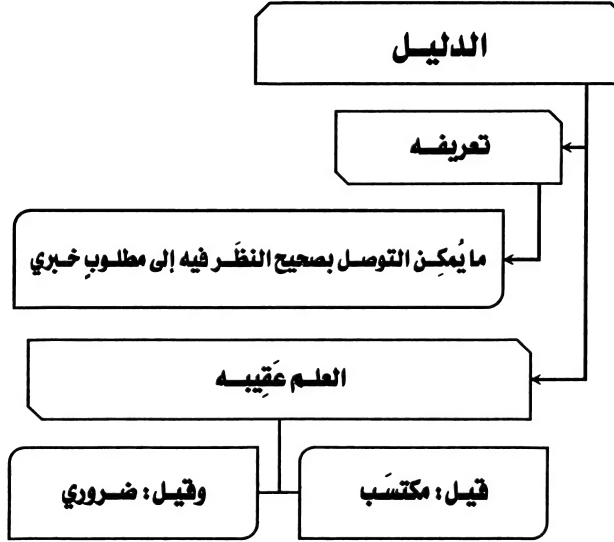 الدليـل
تعريفـه
ما يُمكِـن التوصـل بصحيح النظَـر فيه إلى مطلـوبٍ خـبري
العلـم عَقِيبـه
قيـل: مكتسَـب
وقيـل: ضـروري